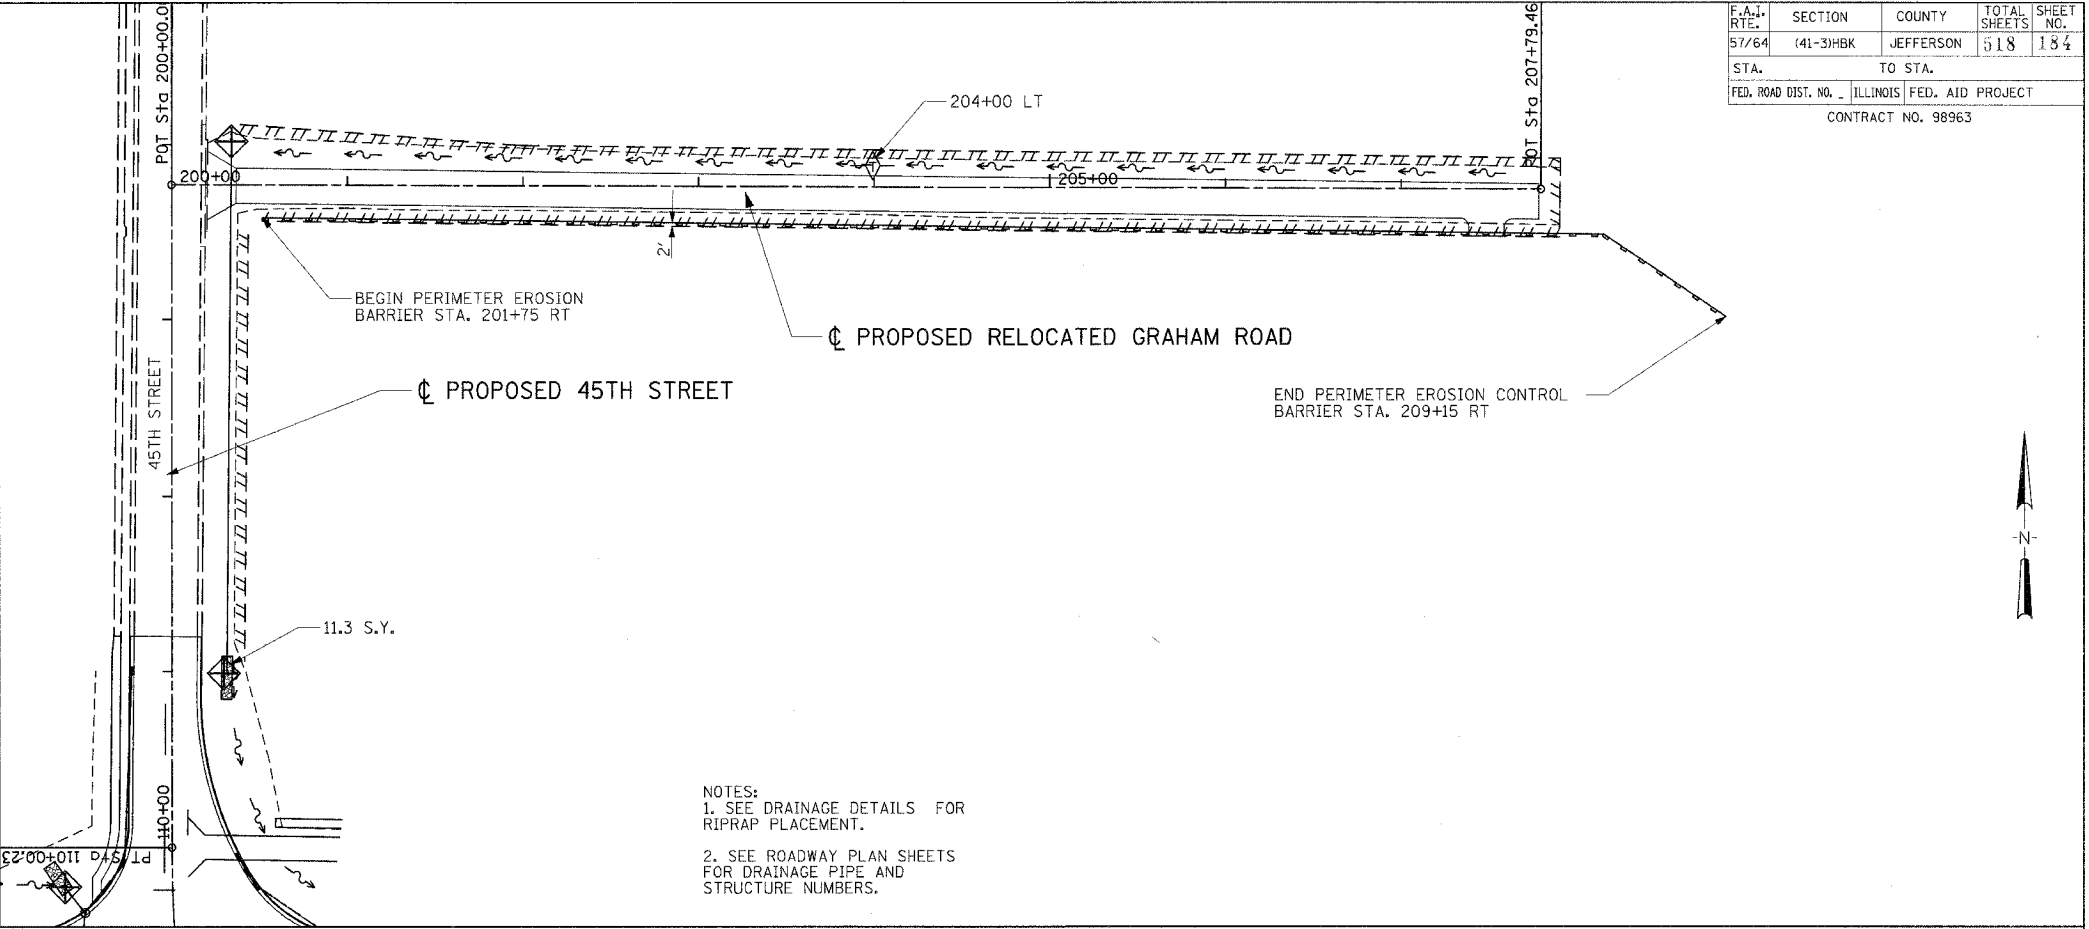 F.A.I. RTE. SECTION COUNTY TOTAL SHEETS SHEET NO.
57/64 (41-3)HBK JEFFERSON 518 184
STA. TO STA.
FED. ROAD DIST. NO. _ ILLINOIS FED. AID PROJECT
CONTRACT NO. 98963
POT Sta 200+00.0
POT Sta 207+79.46
204+00 LT
200+00
205+00
2'
BEGIN PERIMETER EROSION
BARRIER STA. 201+75 RT
℄ PROPOSED RELOCATED GRAHAM ROAD
℄ PROPOSED 45TH STREET
45TH STREET
END PERIMETER EROSION CONTROL
BARRIER STA. 209+15 RT
-N-
11.3 S.Y.
110+00
PT Sta 110+00.23
NOTES:
1. SEE DRAINAGE DETAILS FOR
RIPRAP PLACEMENT.
2. SEE ROADWAY PLAN SHEETS
FOR DRAINAGE PIPE AND
STRUCTURE NUMBERS.